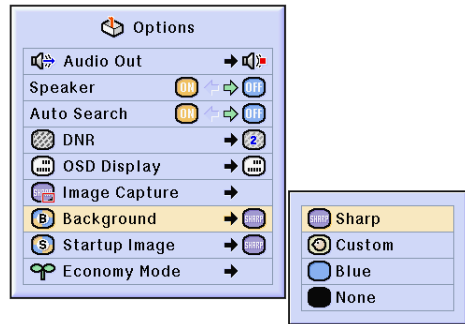 Options
Audio Out
Speaker ON OFF
Auto Search ON OFF
DNR 2
OSD Display
Image Capture
B Background SHARP
S Startup Image SHARP
Economy Mode
SHARP Sharp
Custom
Blue
None